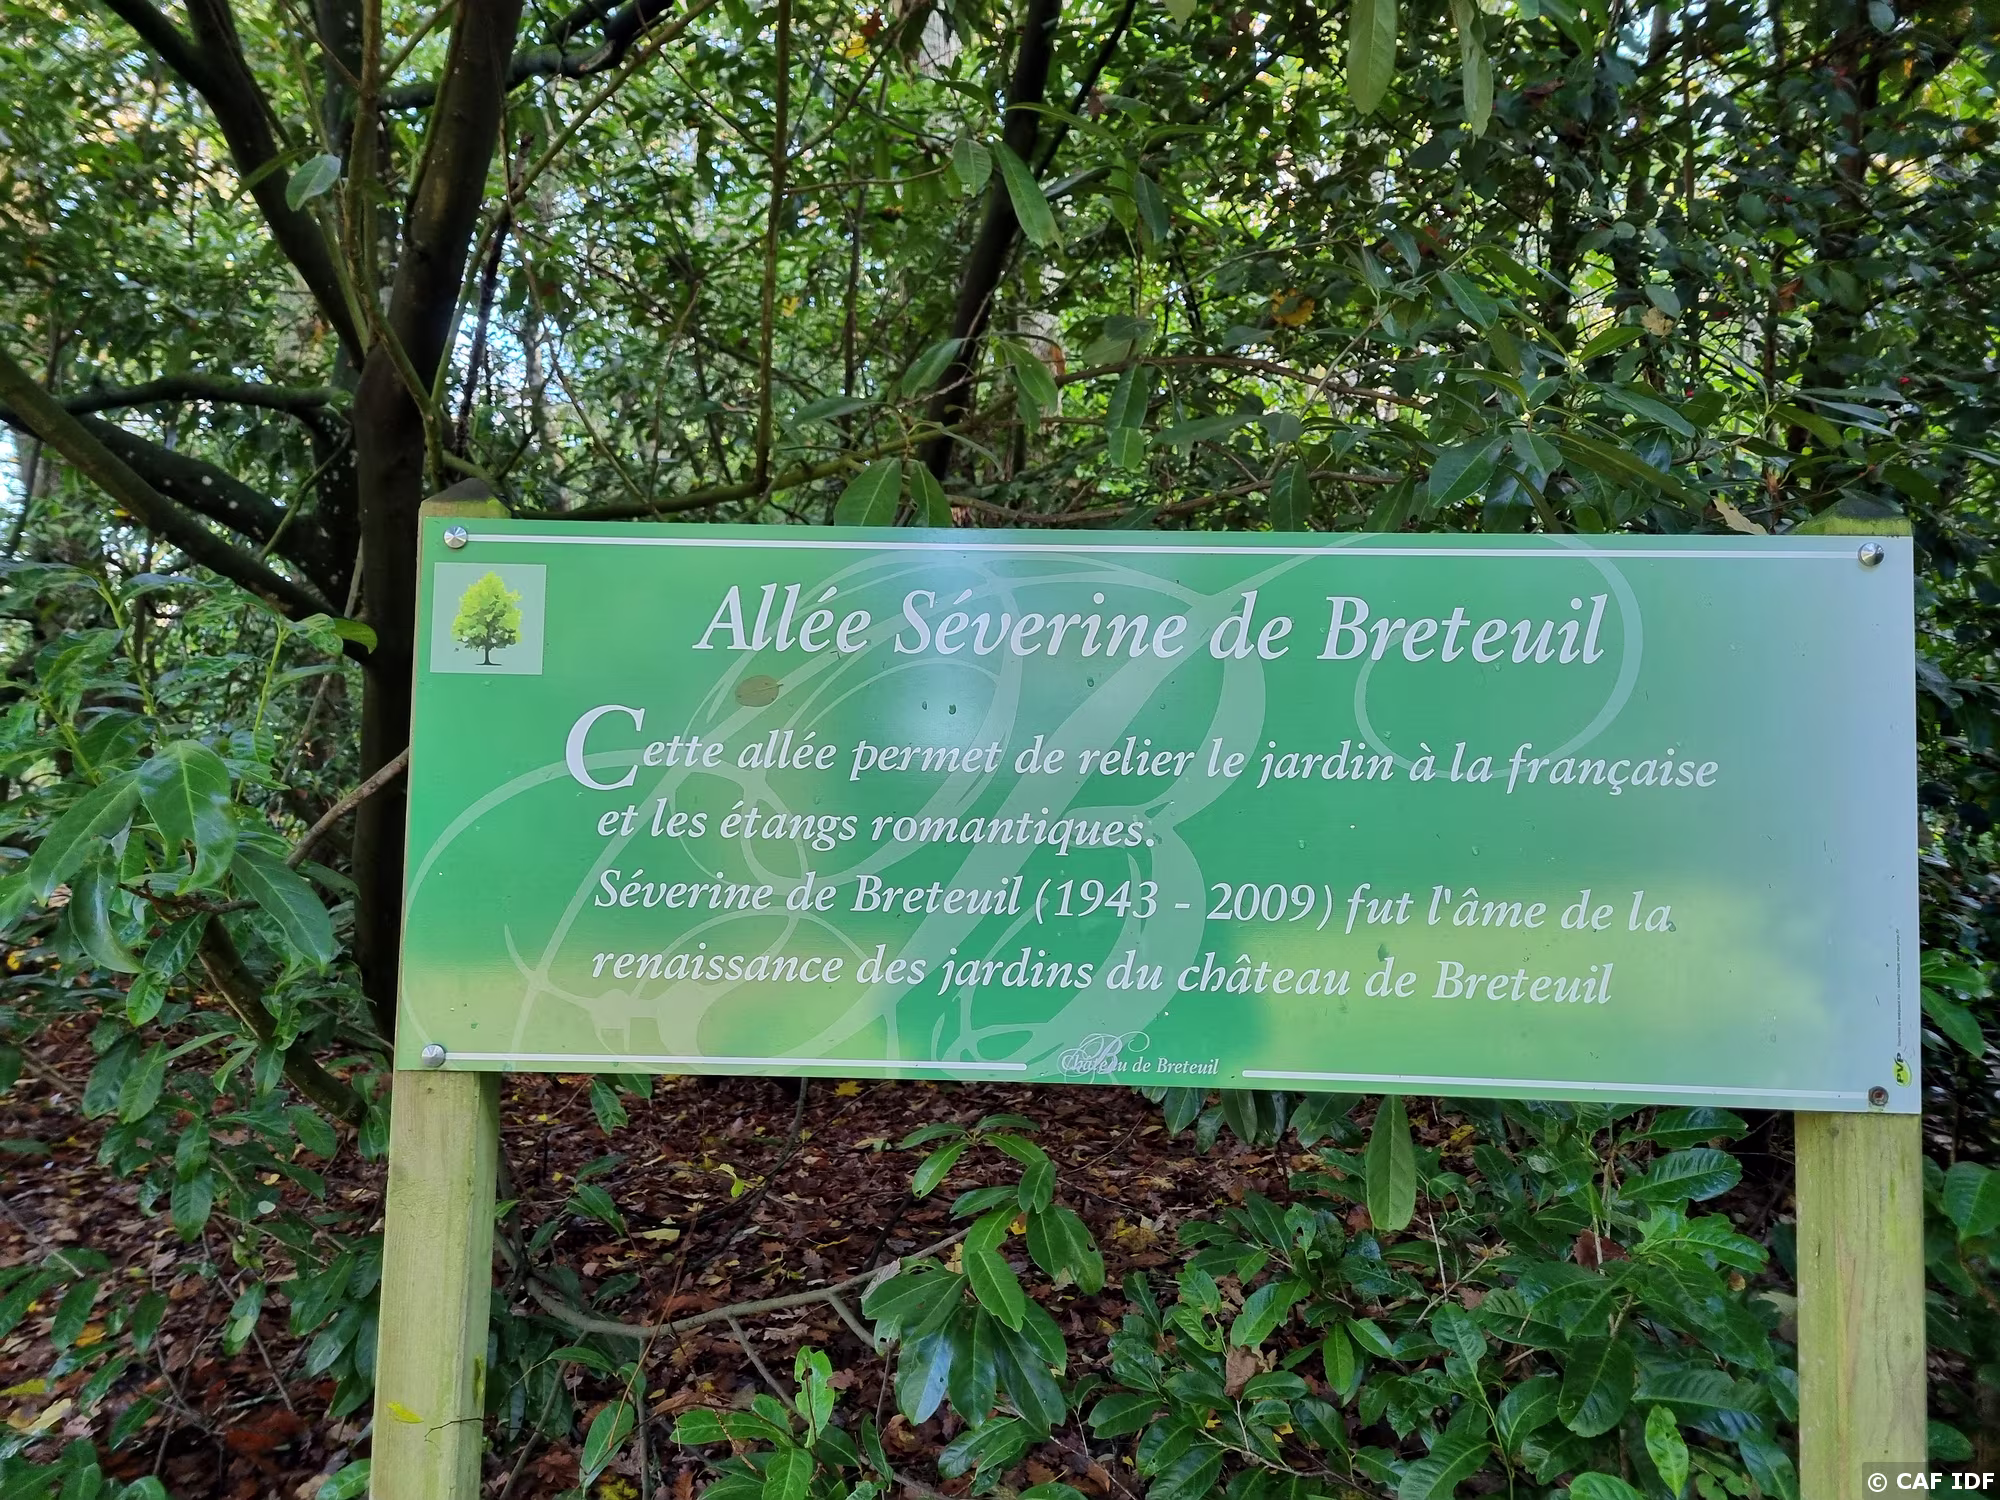 Allée Séverine de Breteuil
Cette allée permet de relier le jardin à la française
et les étangs romantiques.
Séverine de Breteuil (1943 - 2009) fut l'âme de la
renaissance des jardins du château de Breteuil
Château de Breteuil
PVP
© CAF IDF